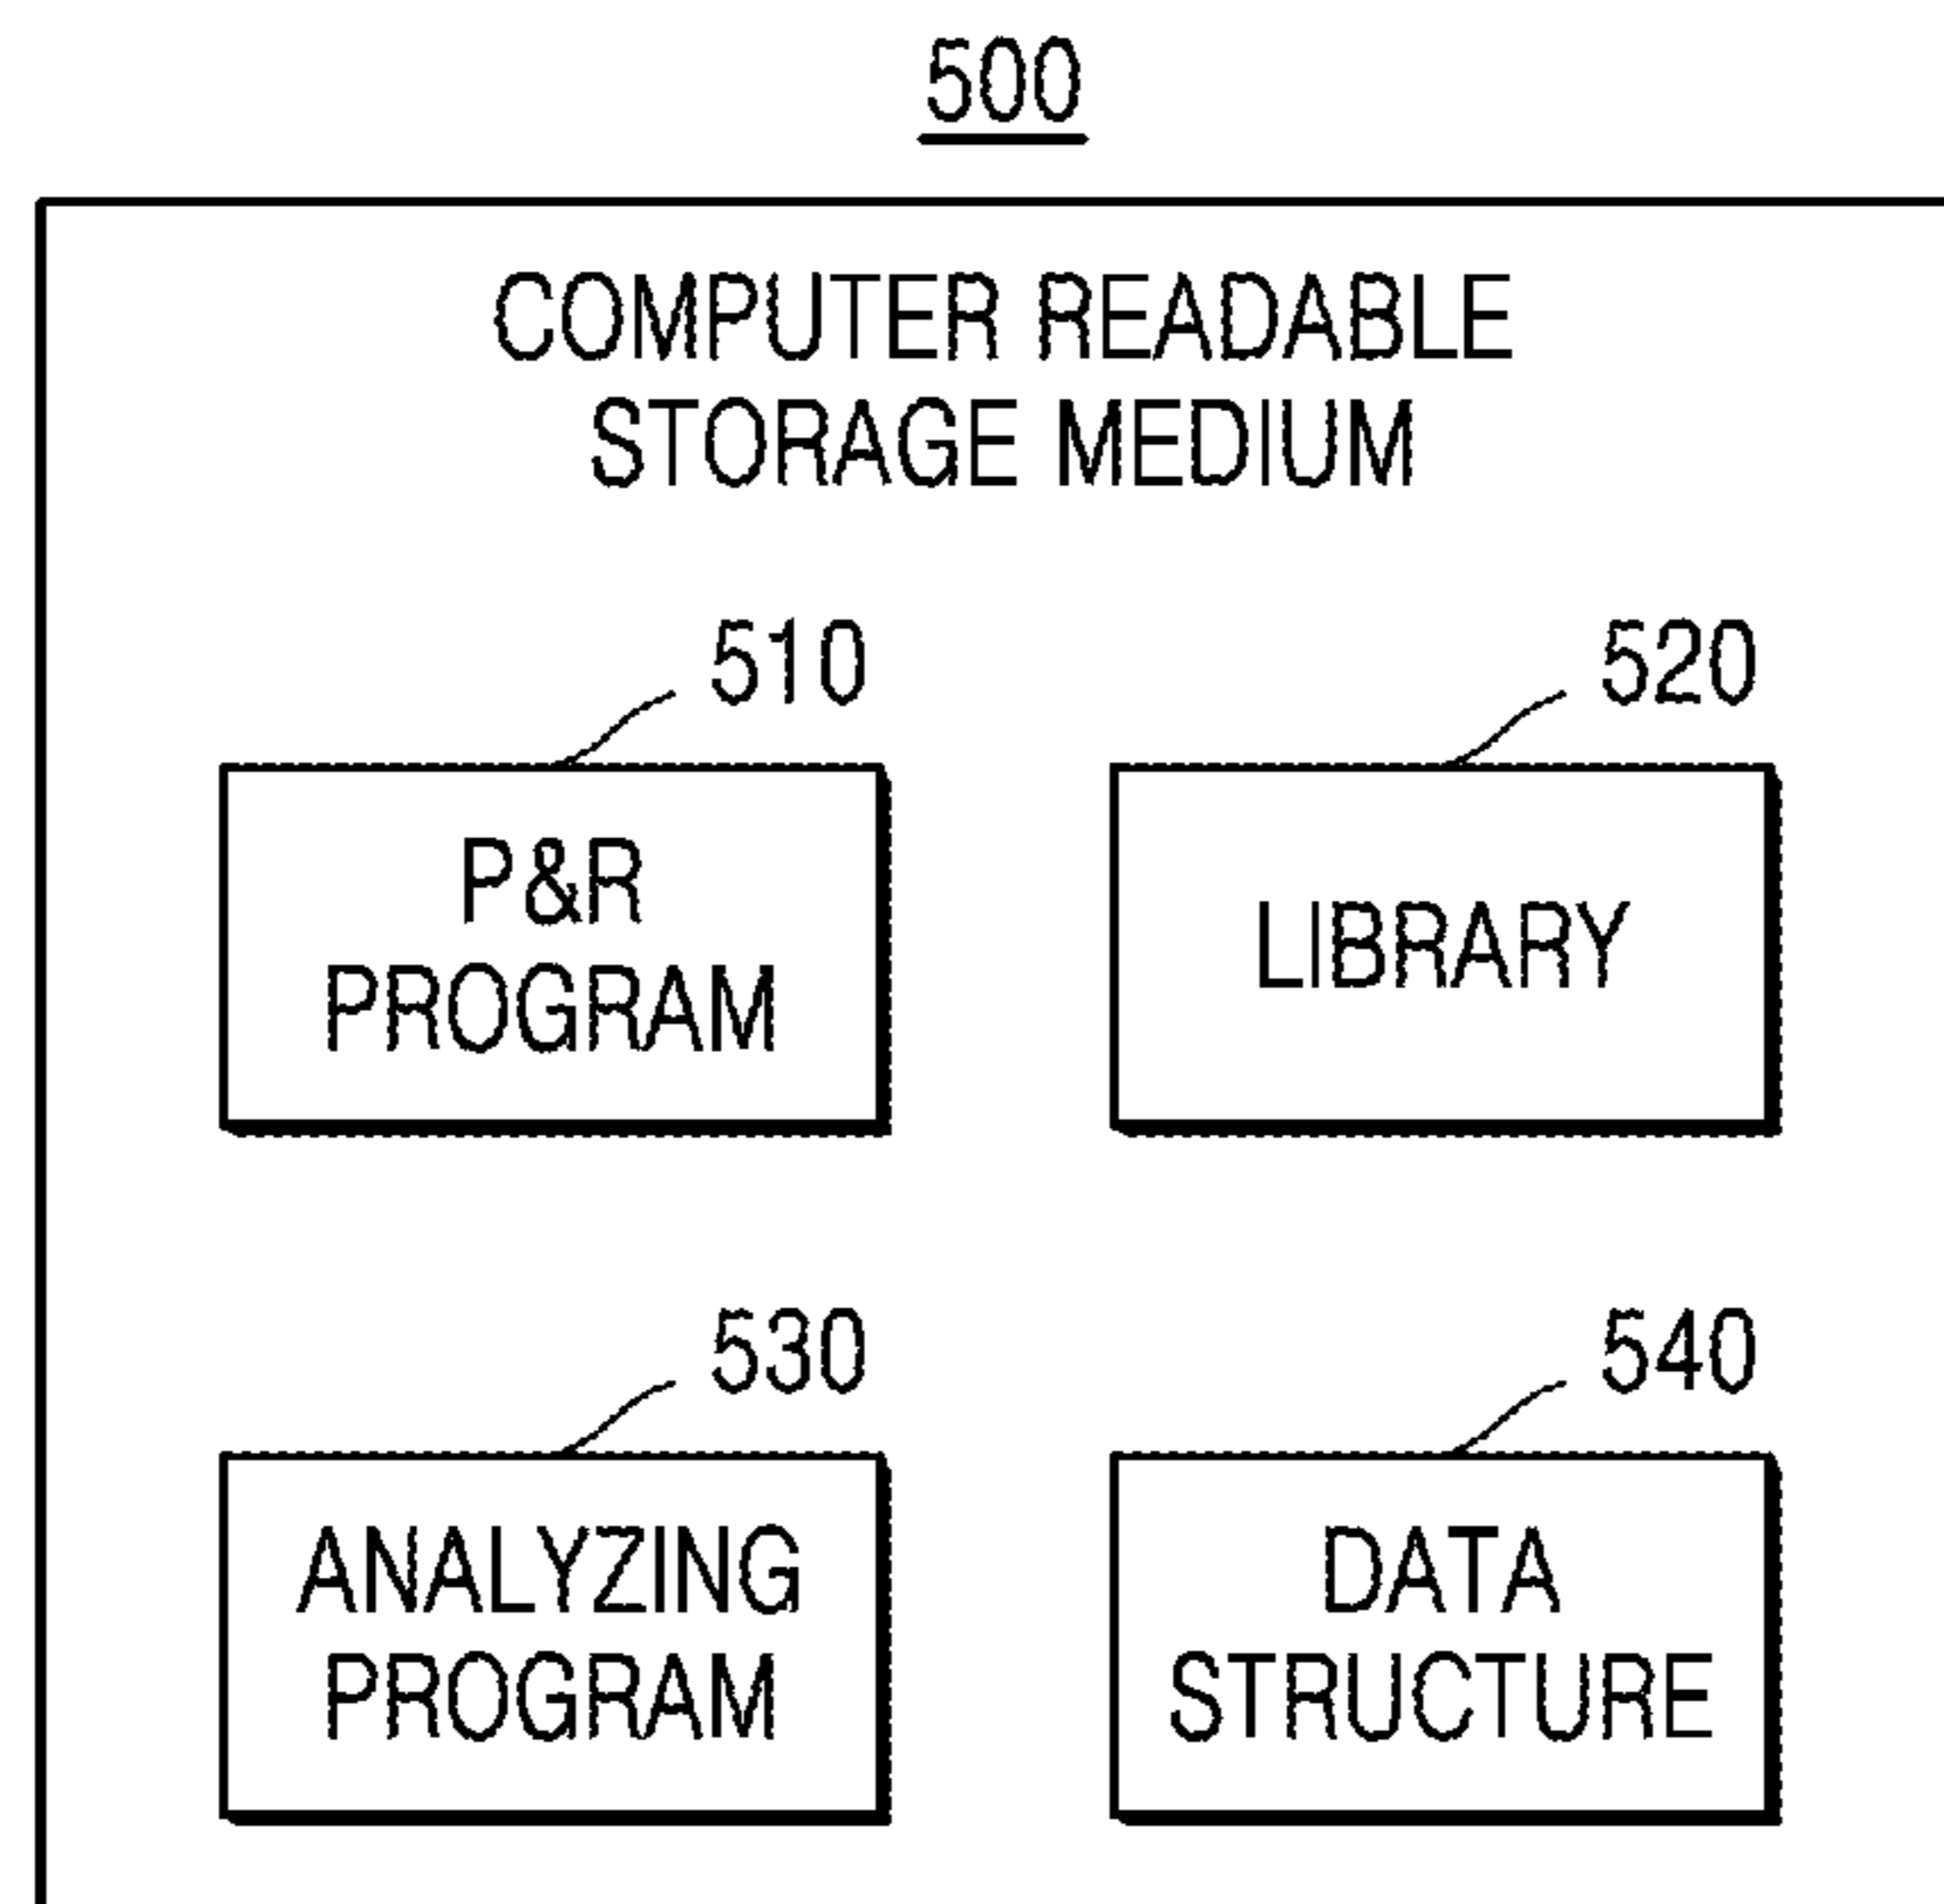 500
COMPUTER READABLE
STORAGE MEDIUM
510
520
P&R
PROGRAM
LIBRARY
530
540
ANALYZING
PROGRAM
DATA
STRUCTURE